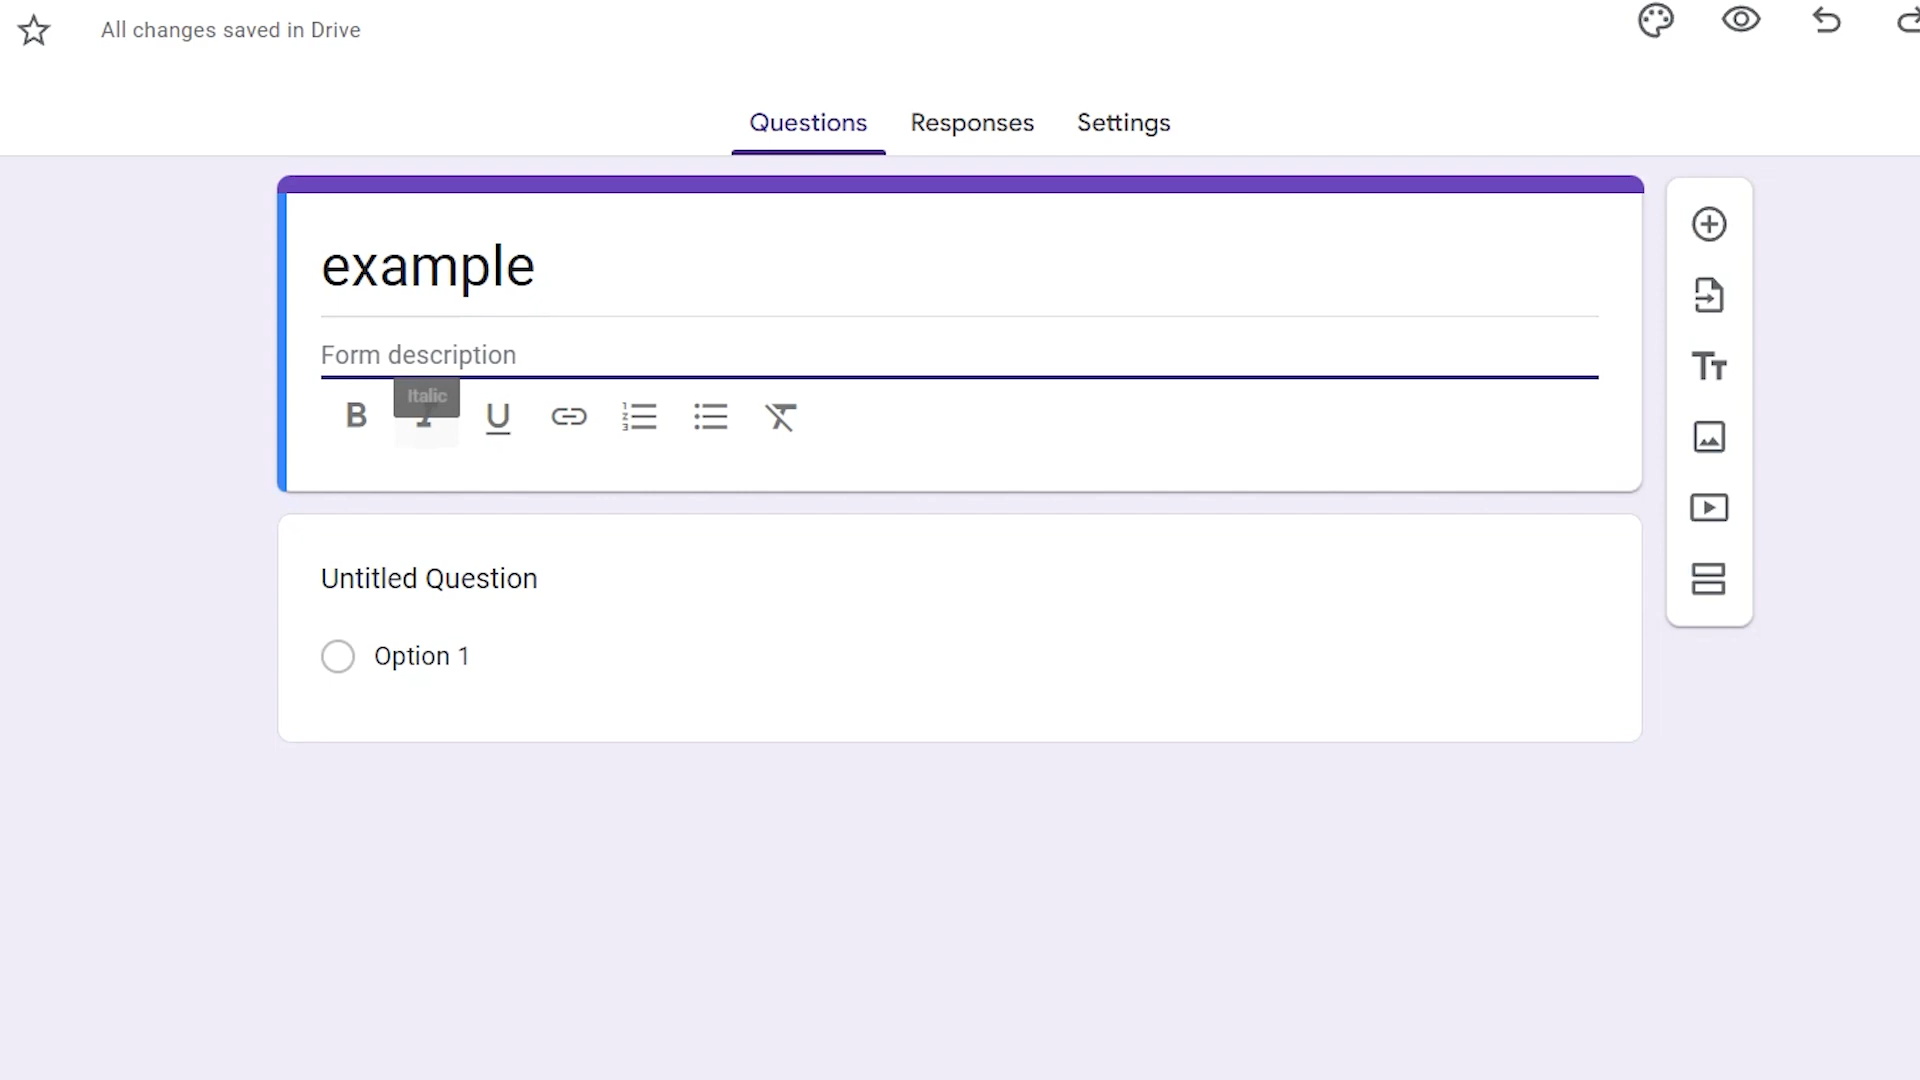 All changes saved in Drive
Questions Responses Settings
example
Form description
Italic
B I U
Untitled Question
Option 1